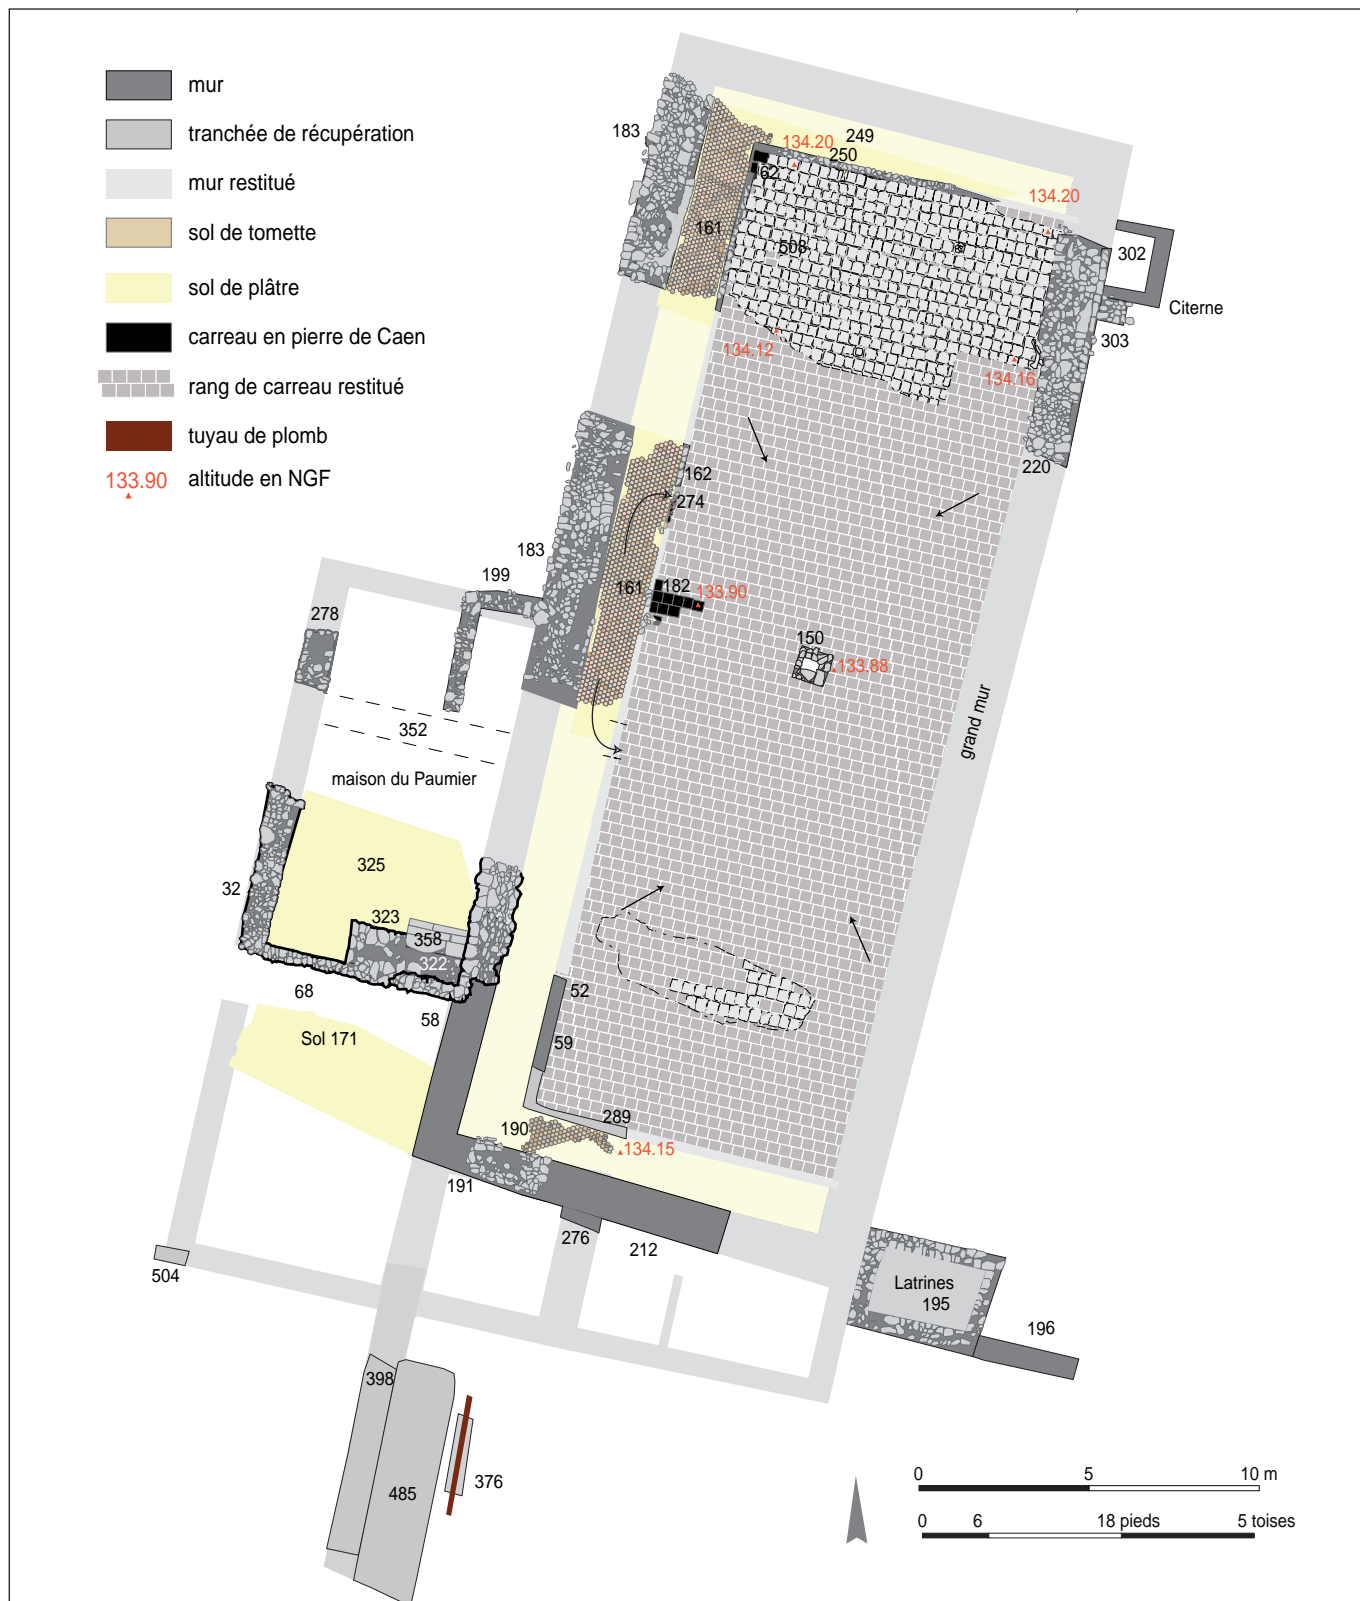 mur
tranchée de récupération
mur restitué
sol de tomette
sol de plâtre
carreau en pierre de Caen
rang de carreau restitué
tuyau de plomb
133.90 altitude en NGF
183
249
134.20
250
62
134.20
161
508
302
Citerne
303
134.12
134.16
220
162
274
183
199
161
182
133.90
278
150
133.88
352
grand mur
maison du Paumier
325
32
323
358
322
68
58
52
Sol 171
59
289
190
134.15
191
276
212
504
Latrines
195
196
398
376
485
0 5 10 m
0 6 18 pieds 5 toises